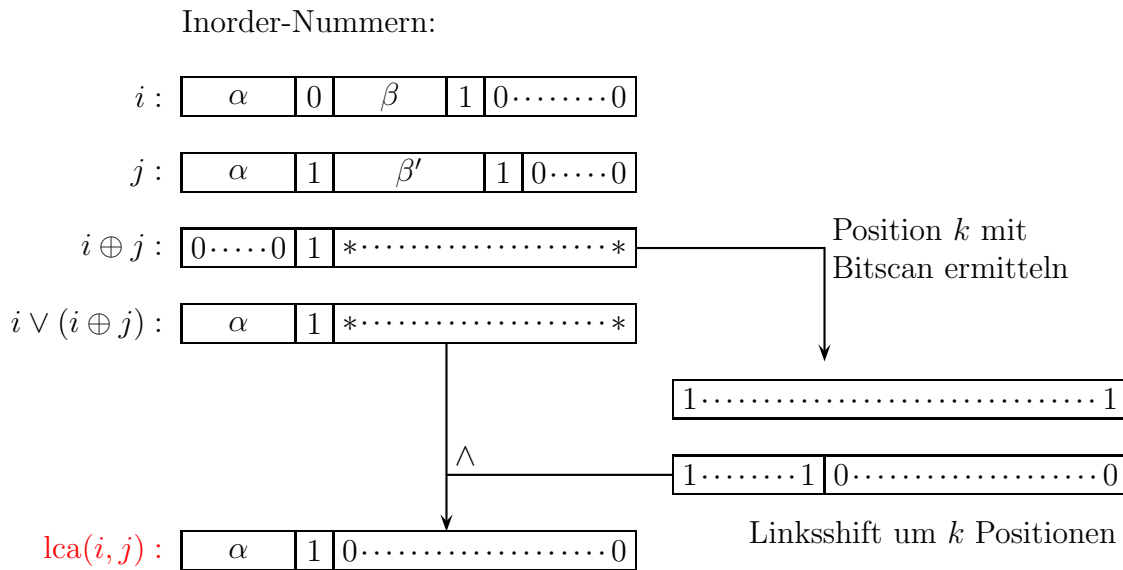 Inorder-Nummern:
i : α 0 β 1 0········0
j : α 1 β′ 1 0·····0
i ⊕ j : 0·····0 1 *·····················*
Position k mit
Bitscan ermitteln
i ∨ (i ⊕ j) : α 1 *·····················*
1································1
∧
1········1 0·····················0
Linksshift um k Positionen
lca(i, j) : α 1 0·····················0